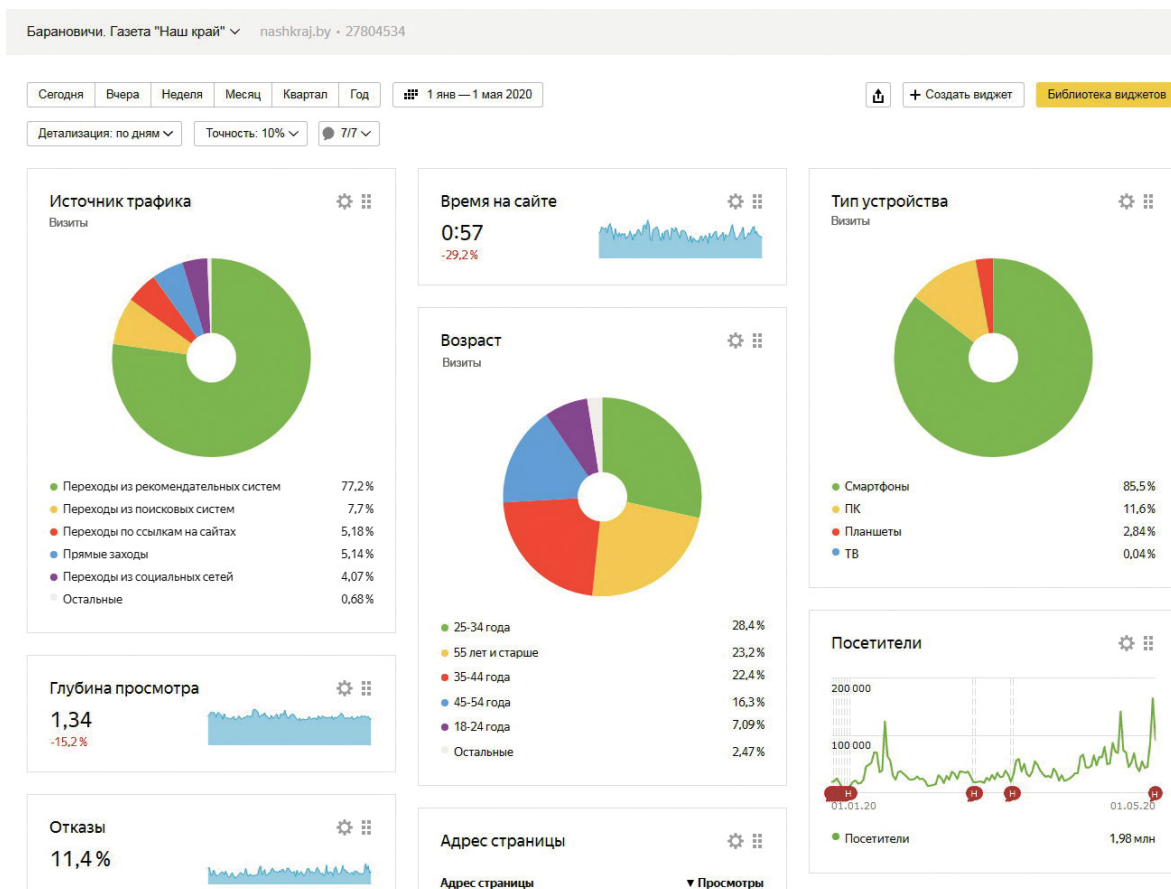 Барановичи. Газета "Наш край" nashkraj.by • 27804534
Сегодня Вчера Неделя Месяц Квартал Год 1 янв — 1 мая 2020 + Создать виджет Библиотека виджетов
Детализация: по дням Точность: 10% 7/7
Источник трафика
Визиты
Переходы из рекомендательных систем 77,2%
Переходы из поисковых систем 7,7%
Переходы по ссылкам на сайтах 5,18%
Прямые заходы 5,14%
Переходы из социальных сетей 4,07%
Остальные 0,68%
Глубина просмотра
1,34
-15,2%
Отказы
11,4%
Время на сайте
0:57
-29,2%
Возраст
Визиты
25-34 года 28,4%
55 лет и старше 23,2%
35-44 года 22,4%
45-54 года 16,3%
18-24 года 7,09%
Остальные 2,47%
Адрес страницы
Адрес страницы ▼ Просмотры
Тип устройства
Визиты
Смартфоны 85,5%
ПК 11,6%
Планшеты 2,84%
ТВ 0,04%
Посетители
200 000
100 000
Н Н Н Н
01.01.20 01.05.20
Посетители 1,98 млн